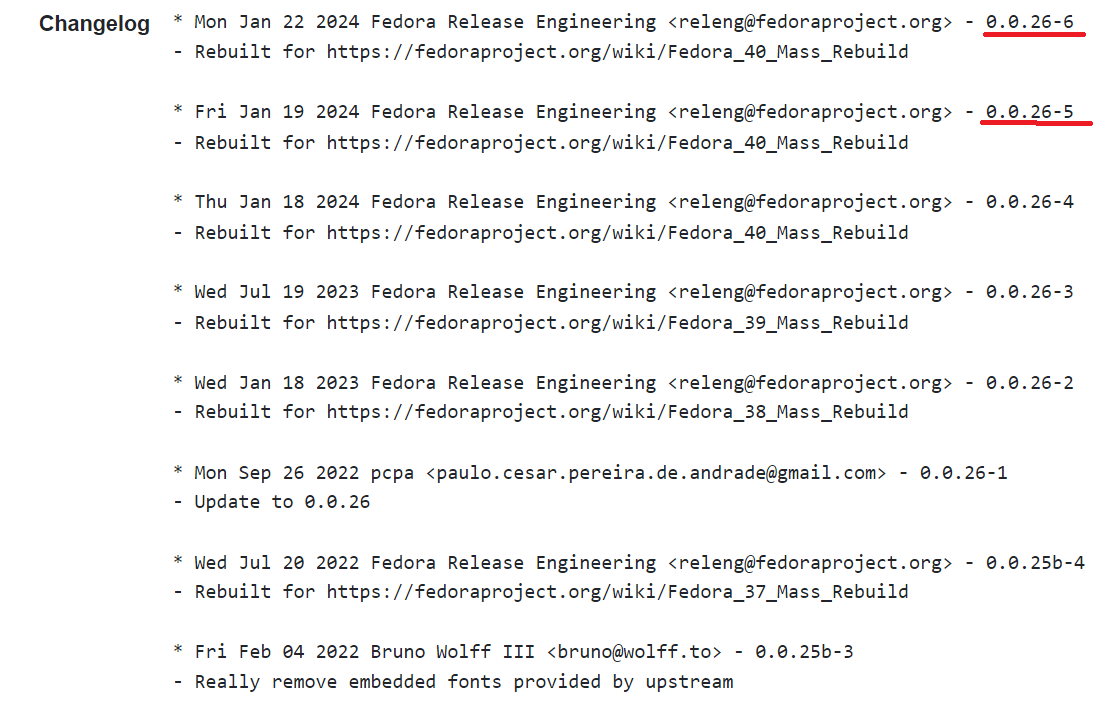 Changelog * Mon Jan 22 2024 Fedora Release Engineering <releng@fedoraproject.org> - 0.0.26-6
- Rebuilt for https://fedoraproject.org/wiki/Fedora_40_Mass_Rebuild
* Fri Jan 19 2024 Fedora Release Engineering <releng@fedoraproject.org> - 0.0.26-5
- Rebuilt for https://fedoraproject.org/wiki/Fedora_40_Mass_Rebuild
* Thu Jan 18 2024 Fedora Release Engineering <releng@fedoraproject.org> - 0.0.26-4
- Rebuilt for https://fedoraproject.org/wiki/Fedora_40_Mass_Rebuild
* Wed Jul 19 2023 Fedora Release Engineering <releng@fedoraproject.org> - 0.0.26-3
- Rebuilt for https://fedoraproject.org/wiki/Fedora_39_Mass_Rebuild
* Wed Jan 18 2023 Fedora Release Engineering <releng@fedoraproject.org> - 0.0.26-2
- Rebuilt for https://fedoraproject.org/wiki/Fedora_38_Mass_Rebuild
* Mon Sep 26 2022 pcpa <paulo.cesar.pereira.de.andrade@gmail.com> - 0.0.26-1
- Update to 0.0.26
* Wed Jul 20 2022 Fedora Release Engineering <releng@fedoraproject.org> - 0.0.25b-4
- Rebuilt for https://fedoraproject.org/wiki/Fedora_37_Mass_Rebuild
* Fri Feb 04 2022 Bruno Wolff III <bruno@wolff.to> - 0.0.25b-3
- Really remove embedded fonts provided by upstream